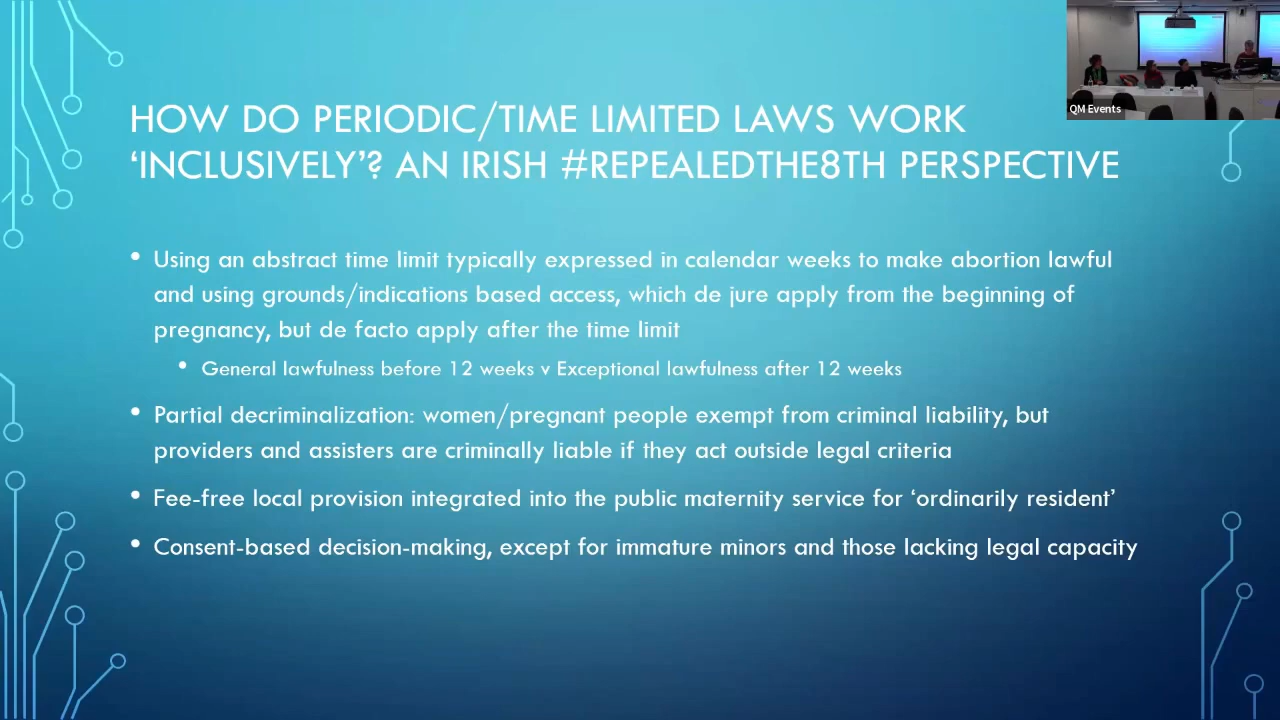 QM Events
HOW DO PERIODIC/TIME LIMITED LAWS WORK
‘INCLUSIVELY’? AN IRISH #REPEALEDTHE8TH PERSPECTIVE
• Using an abstract time limit typically expressed in calendar weeks to make abortion lawful
and using grounds/indications based access, which de jure apply from the beginning of
pregnancy, but de facto apply after the time limit
• General lawfulness before 12 weeks v Exceptional lawfulness after 12 weeks
• Partial decriminalization: women/pregnant people exempt from criminal liability, but
providers and assisters are criminally liable if they act outside legal criteria
• Fee-free local provision integrated into the public maternity service for ‘ordinarily resident’
• Consent-based decision-making, except for immature minors and those lacking legal capacity